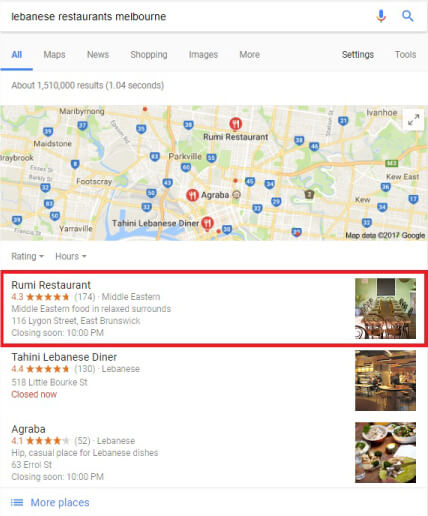 lebanese restaurants melbourne
All Maps News Shopping Images More Settings Tools
About 1,510,000 results (1.04 seconds)
Maribyrnong
Ivanhoe
Rumi Restaurant
Maidstone
Parkville
Footscray
Kew East
Agraba
Kew
Yarraville
Tahini Lebanese Diner
Map data ©2017 Google
Rating Hours
Rumi Restaurant
4.3 (174) · Middle Eastern
Middle Eastern food in relaxed surrounds
116 Lygon Street, East Brunswick
Closing soon: 10:00 PM
Tahini Lebanese Diner
4.4 (130) · Lebanese
518 Little Bourke St
Closed now
Agraba
4.1 (52) · Lebanese
Hip, casual place for Lebanese dishes
63 Errol St
Closing soon: 10:00 PM
More places